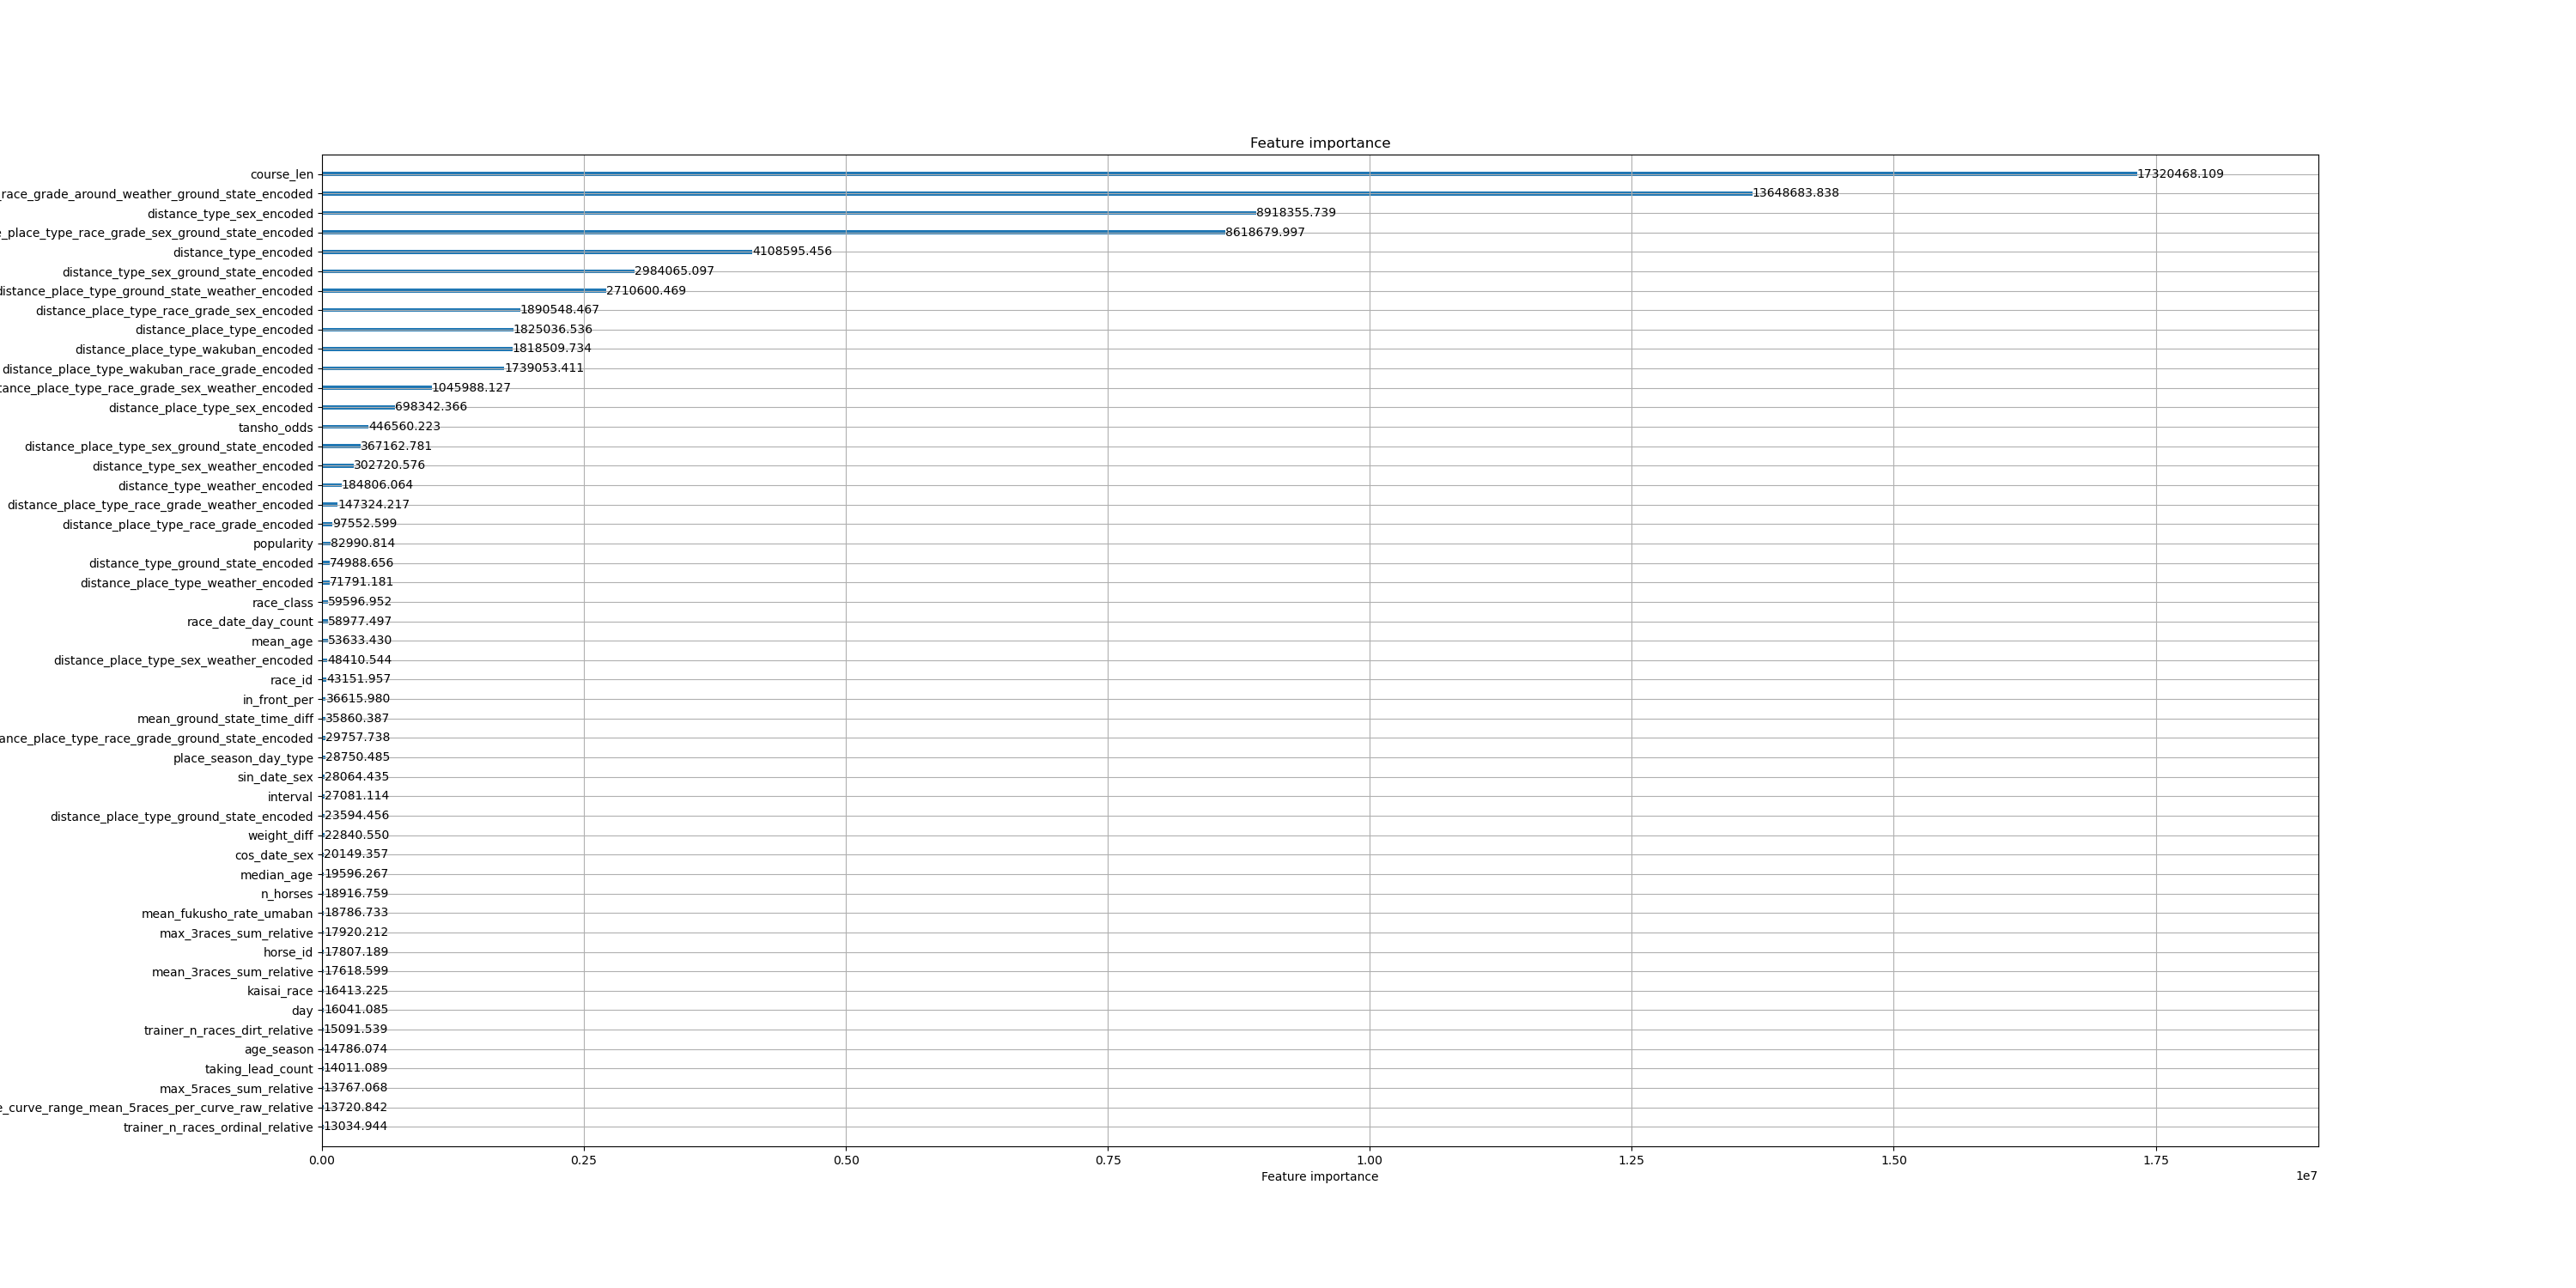 Feature importance
course_len 17320468.109
_race_grade_around_weather_ground_state_encoded 13648683.838
distance_type_sex_encoded 8918355.739
_place_type_race_grade_sex_ground_state_encoded 8618679.997
distance_type_encoded 4108595.456
distance_type_sex_ground_state_encoded 2984065.097
distance_place_type_ground_state_weather_encoded 2710600.469
distance_place_type_race_grade_sex_encoded 1890548.467
distance_place_type_encoded 1825036.536
distance_place_type_wakuban_encoded 1818509.734
distance_place_type_wakuban_race_grade_encoded 1739053.411
tance_place_type_race_grade_sex_weather_encoded 1045988.127
distance_place_type_sex_encoded 698342.366
tansho_odds 446560.223
distance_place_type_sex_ground_state_encoded 367162.781
distance_type_sex_weather_encoded 302720.576
distance_type_weather_encoded 184806.064
distance_place_type_race_grade_weather_encoded 147324.217
distance_place_type_race_grade_encoded 97552.599
popularity 82990.814
distance_type_ground_state_encoded 74988.656
distance_place_type_weather_encoded 71791.181
race_class 59596.952
race_date_day_count 58977.497
mean_age 53633.430
distance_place_type_sex_weather_encoded 48410.544
race_id 43151.957
in_front_per 36615.980
mean_ground_state_time_diff 35860.387
ance_place_type_race_grade_ground_state_encoded 29757.738
place_season_day_type 28750.485
sin_date_sex 28064.435
interval 27081.114
distance_place_type_ground_state_encoded 23594.456
weight_diff 22840.550
cos_date_sex 20149.357
median_age 19596.267
n_horses 18916.759
mean_fukusho_rate_umaban 18786.733
max_3races_sum_relative 17920.212
horse_id 17807.189
mean_3races_sum_relative 17618.599
kaisai_race 16413.225
day 16041.085
trainer_n_races_dirt_relative 15091.539
age_season 14786.074
taking_lead_count 14011.089
max_5races_sum_relative 13767.068
e_curve_range_mean_5races_per_curve_raw_relative 13720.842
trainer_n_races_ordinal_relative 13034.944
0.00 0.25 0.50 0.75 1.00 1.25 1.50 1.75
Feature importance
1e7